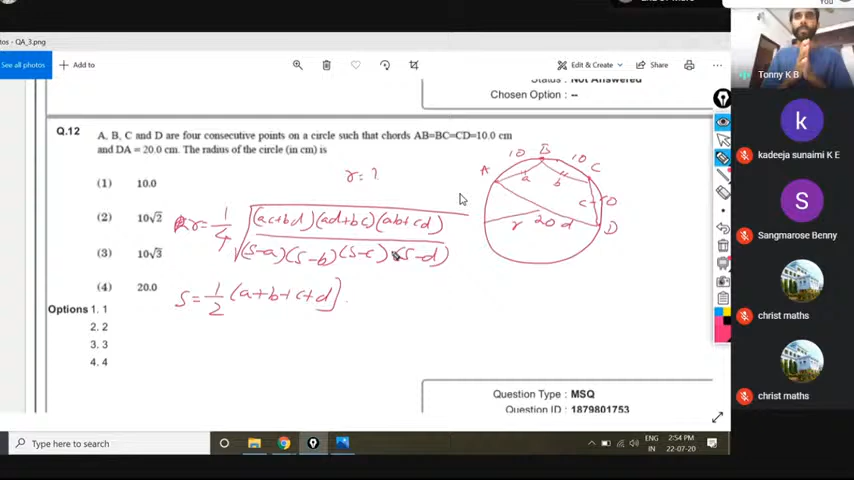 You
otos - QA_3.png
See all photos
Add to
Edit & Create
Share
Status : Not Answered
Chosen Option : --
Q.12
A, B, C and D are four consecutive points on a circle such that chords AB=BC=CD=10.0 cm
and DA = 20.0 cm. The radius of the circle (in cm) is
(1) 10.0
(2) 10√2
(3) 10√3
(4) 20.0
Options 1. 1
2. 2
3. 3
4. 4
r = ?
r = 1/4 √((ac+bd)(ad+bc)(ab+cd) / (s-a)(s-b)(s-c)(s-d))
s = 1/2 (a+b+c+d)
10 B 10
A C
a b
c 10
20 d D
r
Question Type : MSQ
Question ID : 1879801753
Tonny K B
k
kadeeja sunaimi K G
S
Sangmarose Benny
christ maths
christ maths
Type here to search
ENG
IN
2:54 PM
22-07-20